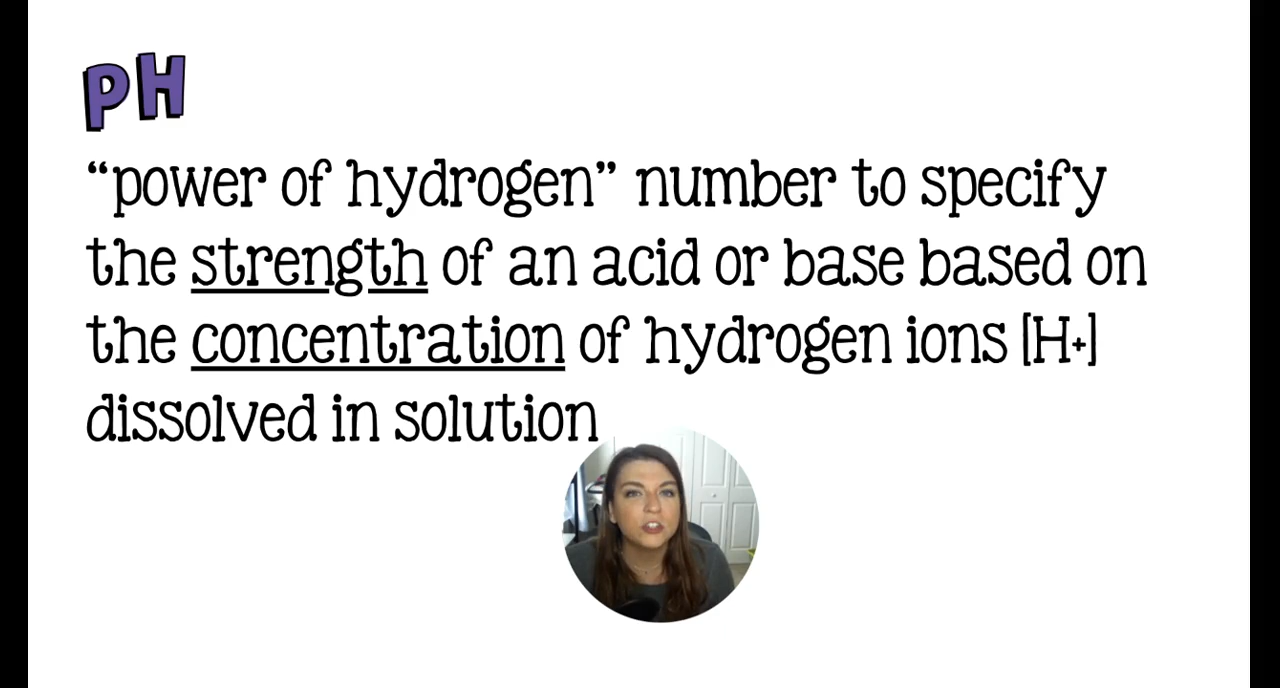 pH
“power of hydrogen” number to specify
the strength of an acid or base based on
the concentration of hydrogen ions [H+]
dissolved in solution